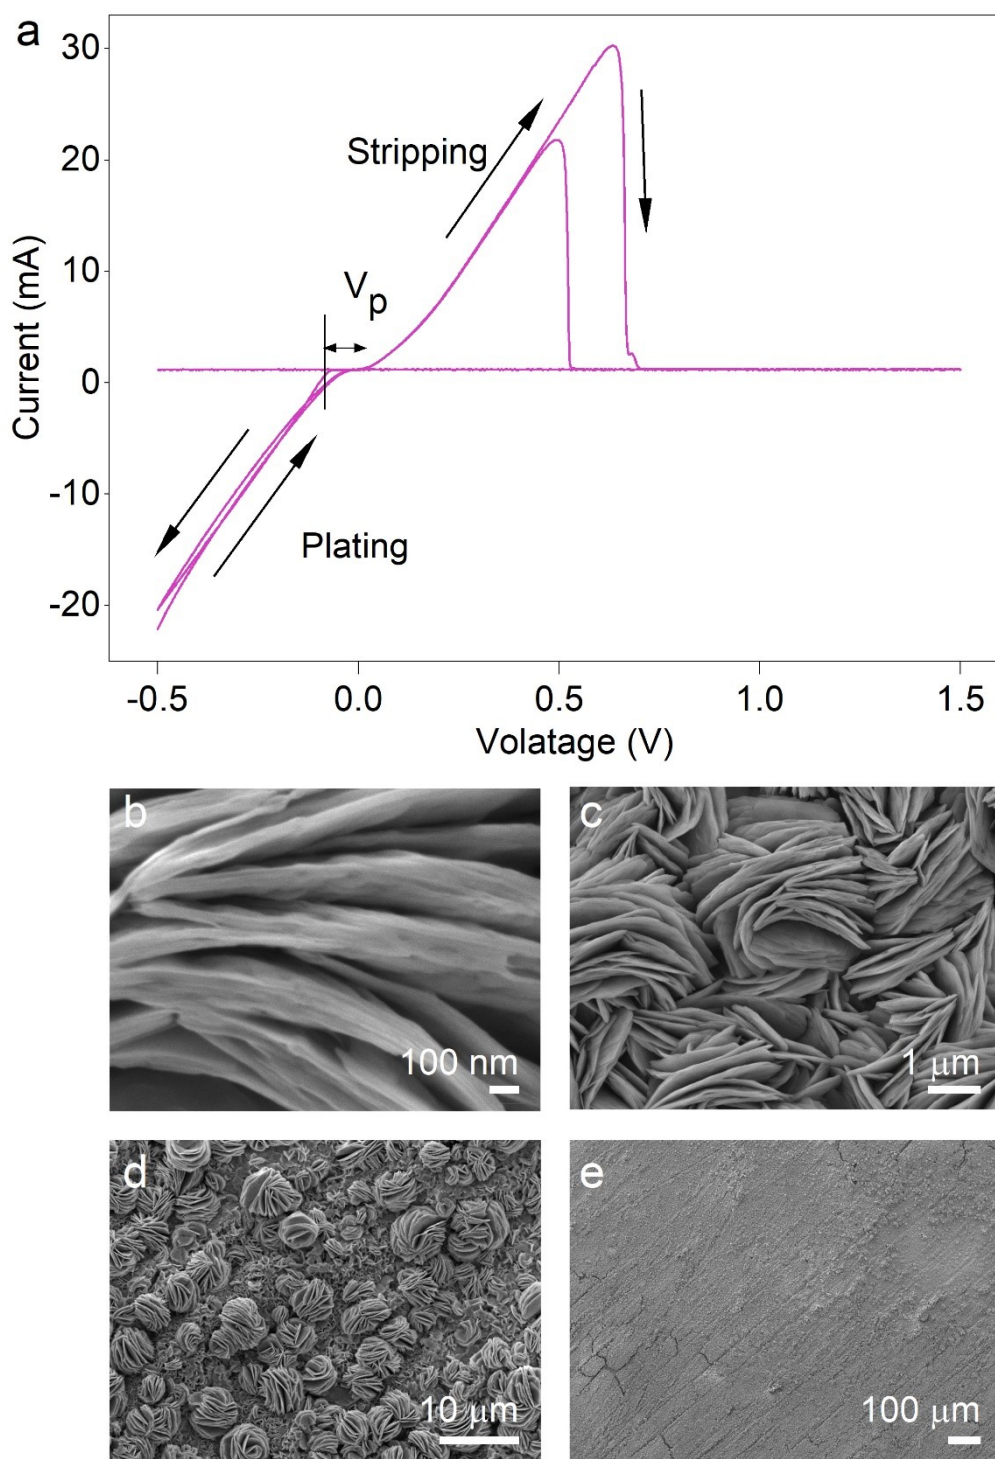 a
30
20
10
0
-10
-20
Current (mA)
Stripping
Vp
Plating
-0.5 0.0 0.5 1.0 1.5
Volatage (V)
b
100 nm
c
1 μm
d
10 μm
e
100 μm